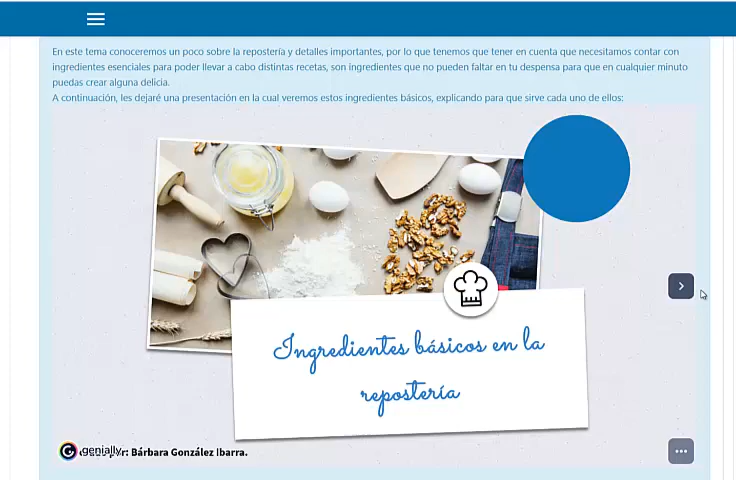 En este tema conoceremos un poco sobre la repostería y detalles importantes, por lo que tenemos que tener en cuenta que necesitamos contar con
ingredientes esenciales para poder llevar a cabo distintas recetas, son ingredientes que no pueden faltar en tu despensa para que en cualquier minuto
puedas crear alguna delicia.
A continuación, les dejaré una presentación en la cual veremos estos ingredientes básicos, explicando para que sirve cada uno de ellos:
Ingredientes básicos en la
repostería
genially
Bárbara González Ibarra.